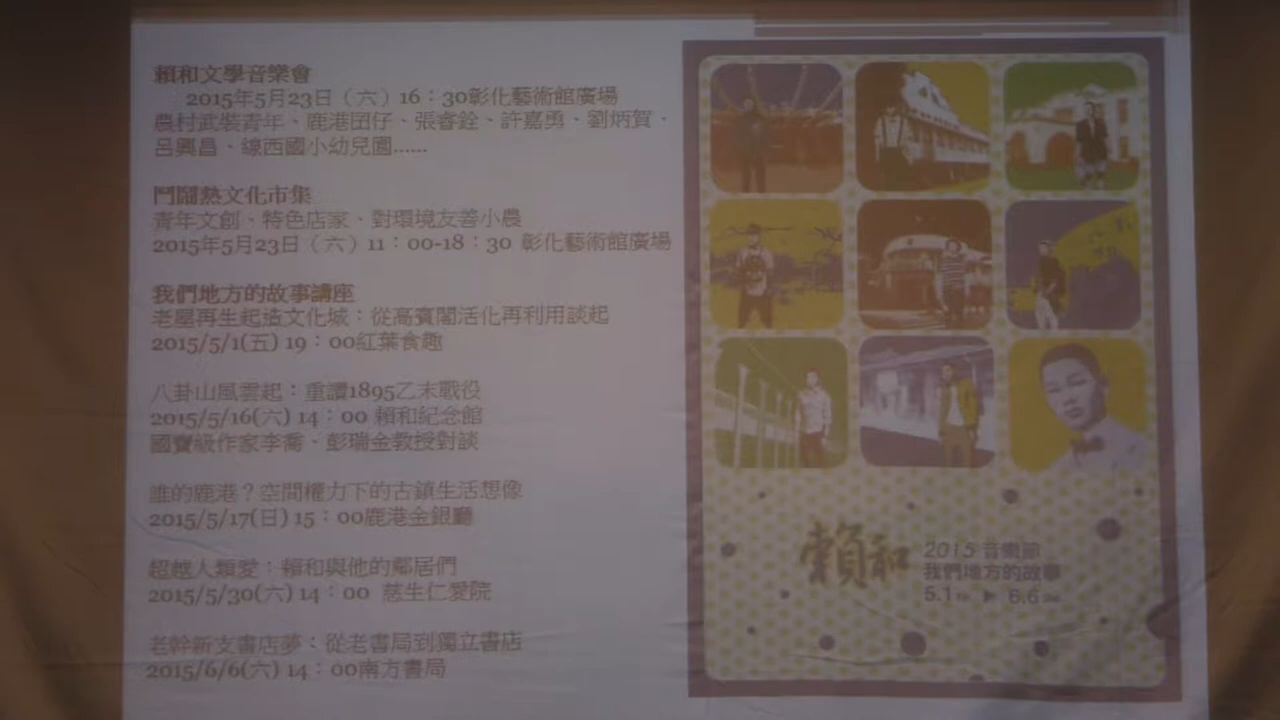 賴和文學音樂會
2015年5月23日（六）16：30彰化藝術館廣場
農村武裝青年、鹿港囝仔、張睿銓、許嘉勇、劉炳賀、
呂興昌、線西國小幼兒園......
鬥鬧熱文化市集
青年文創、特色店家、對環境友善小農
2015年5月23日（六）11：00-18：30 彰化藝術館廣場
我們地方的故事講座
老屋再生起造文化城：從高賓閣活化再利用談起
2015/5/1(五) 19：00紅葉食趣
八卦山風雲起：重讀1895乙未戰役
2015/5/16(六) 14：00 賴和紀念館
國寶級作家李喬、彭瑞金教授對談
誰的鹿港？空間權力下的古鎮生活想像
2015/5/17(日) 15：00鹿港金銀廳
超越人類愛：賴和與他的鄰居們
2015/5/30(六) 14：00 慈生仁愛院
老幹新支書店夢：從老書局到獨立書店
2015/6/6(六) 14：00南方書局
賴和
2015 音樂節
我們地方的故事
5.1 ▶ 6.6